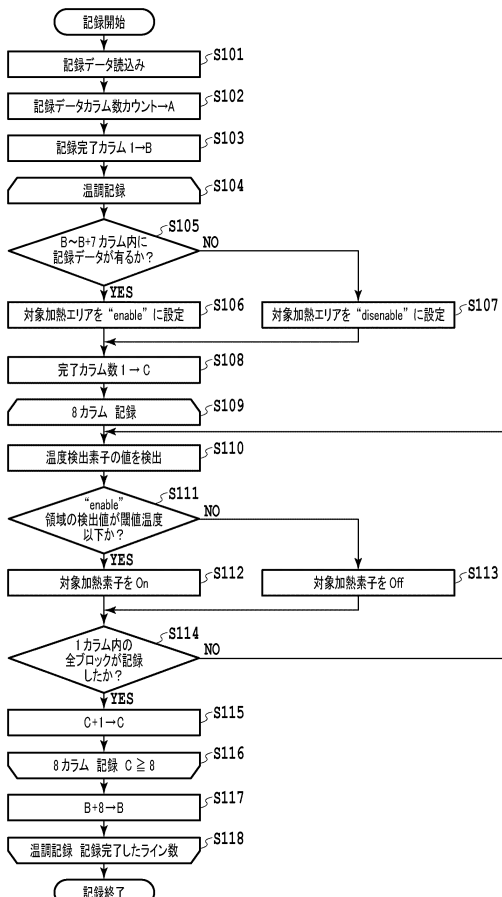 記録開始
記録データ読込み
S101
記録データカラム数カウント→A
S102
記録完了カラム 1→B
S103
温調記録
S104
B～B+7 カラム内に
記録データが有るか？
S105
NO
YES
対象加熱エリアを “enable” に設定
S106
対象加熱エリアを “disenable” に設定
S107
完了カラム数 1 → C
S108
8 カラム 記録
S109
温度検出素子の値を検出
S110
“enable”
領域の検出値が閾値温度
以下か？
S111
NO
YES
対象加熱素子を On
S112
対象加熱素子を Off
S113
1 カラム内の
全ブロックが記録
したか？
S114
NO
YES
C+1→C
S115
8 カラム 記録 C ≧ 8
S116
B+8→B
S117
温調記録 記録完了したライン数
S118
記録終了